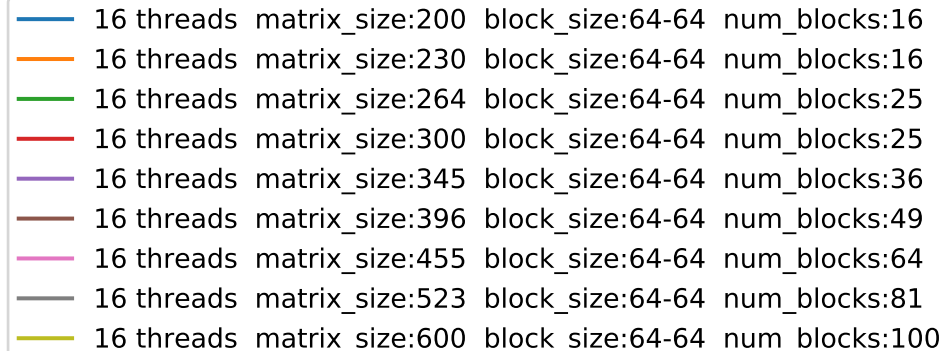 16 threads  matrix_size:200  block_size:64-64  num_blocks:16
16 threads  matrix_size:230  block_size:64-64  num_blocks:16
16 threads  matrix_size:264  block_size:64-64  num_blocks:25
16 threads  matrix_size:300  block_size:64-64  num_blocks:25
16 threads  matrix_size:345  block_size:64-64  num_blocks:36
16 threads  matrix_size:396  block_size:64-64  num_blocks:49
16 threads  matrix_size:455  block_size:64-64  num_blocks:64
16 threads  matrix_size:523  block_size:64-64  num_blocks:81
16 threads  matrix_size:600  block_size:64-64  num_blocks:100